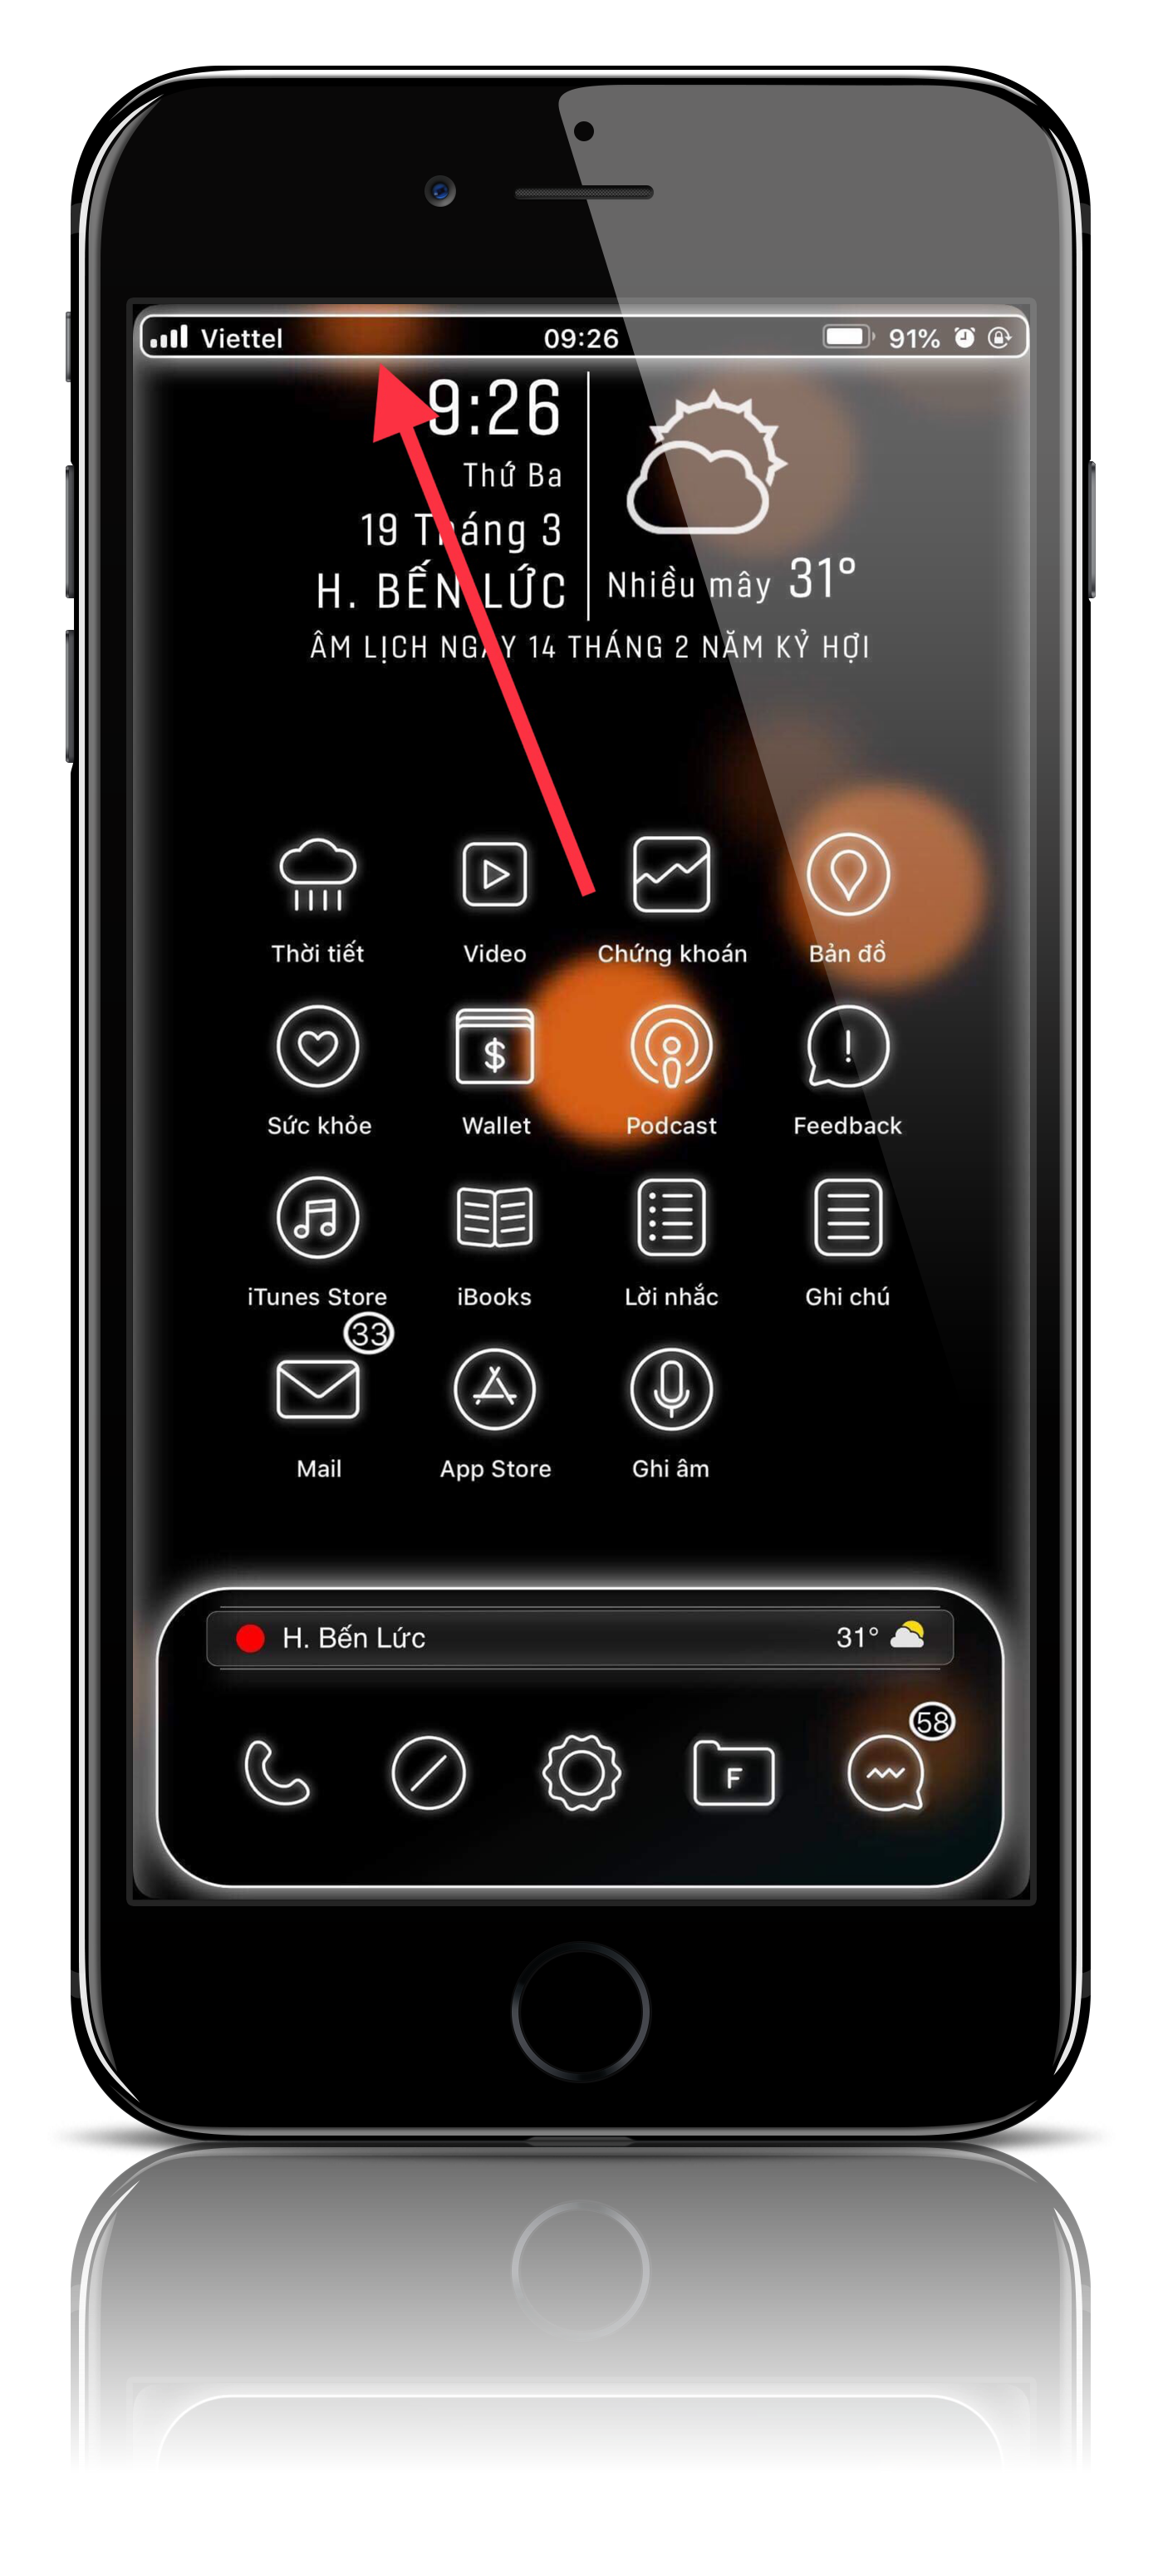 Viettel 09:26 91%
9:26
Thứ Ba
19 Tháng 3
H. BẾN LỨC
Nhiều mây 31°
ÂM LỊCH NGÀY 14 THÁNG 2 NĂM KỶ HỢI
Thời tiết Video Chứng khoán Bản đồ
$ !
Sức khỏe Wallet Podcast Feedback
iTunes Store iBooks Lời nhắc Ghi chú
33
Mail App Store Ghi âm
H. Bến Lức 31°
58
F